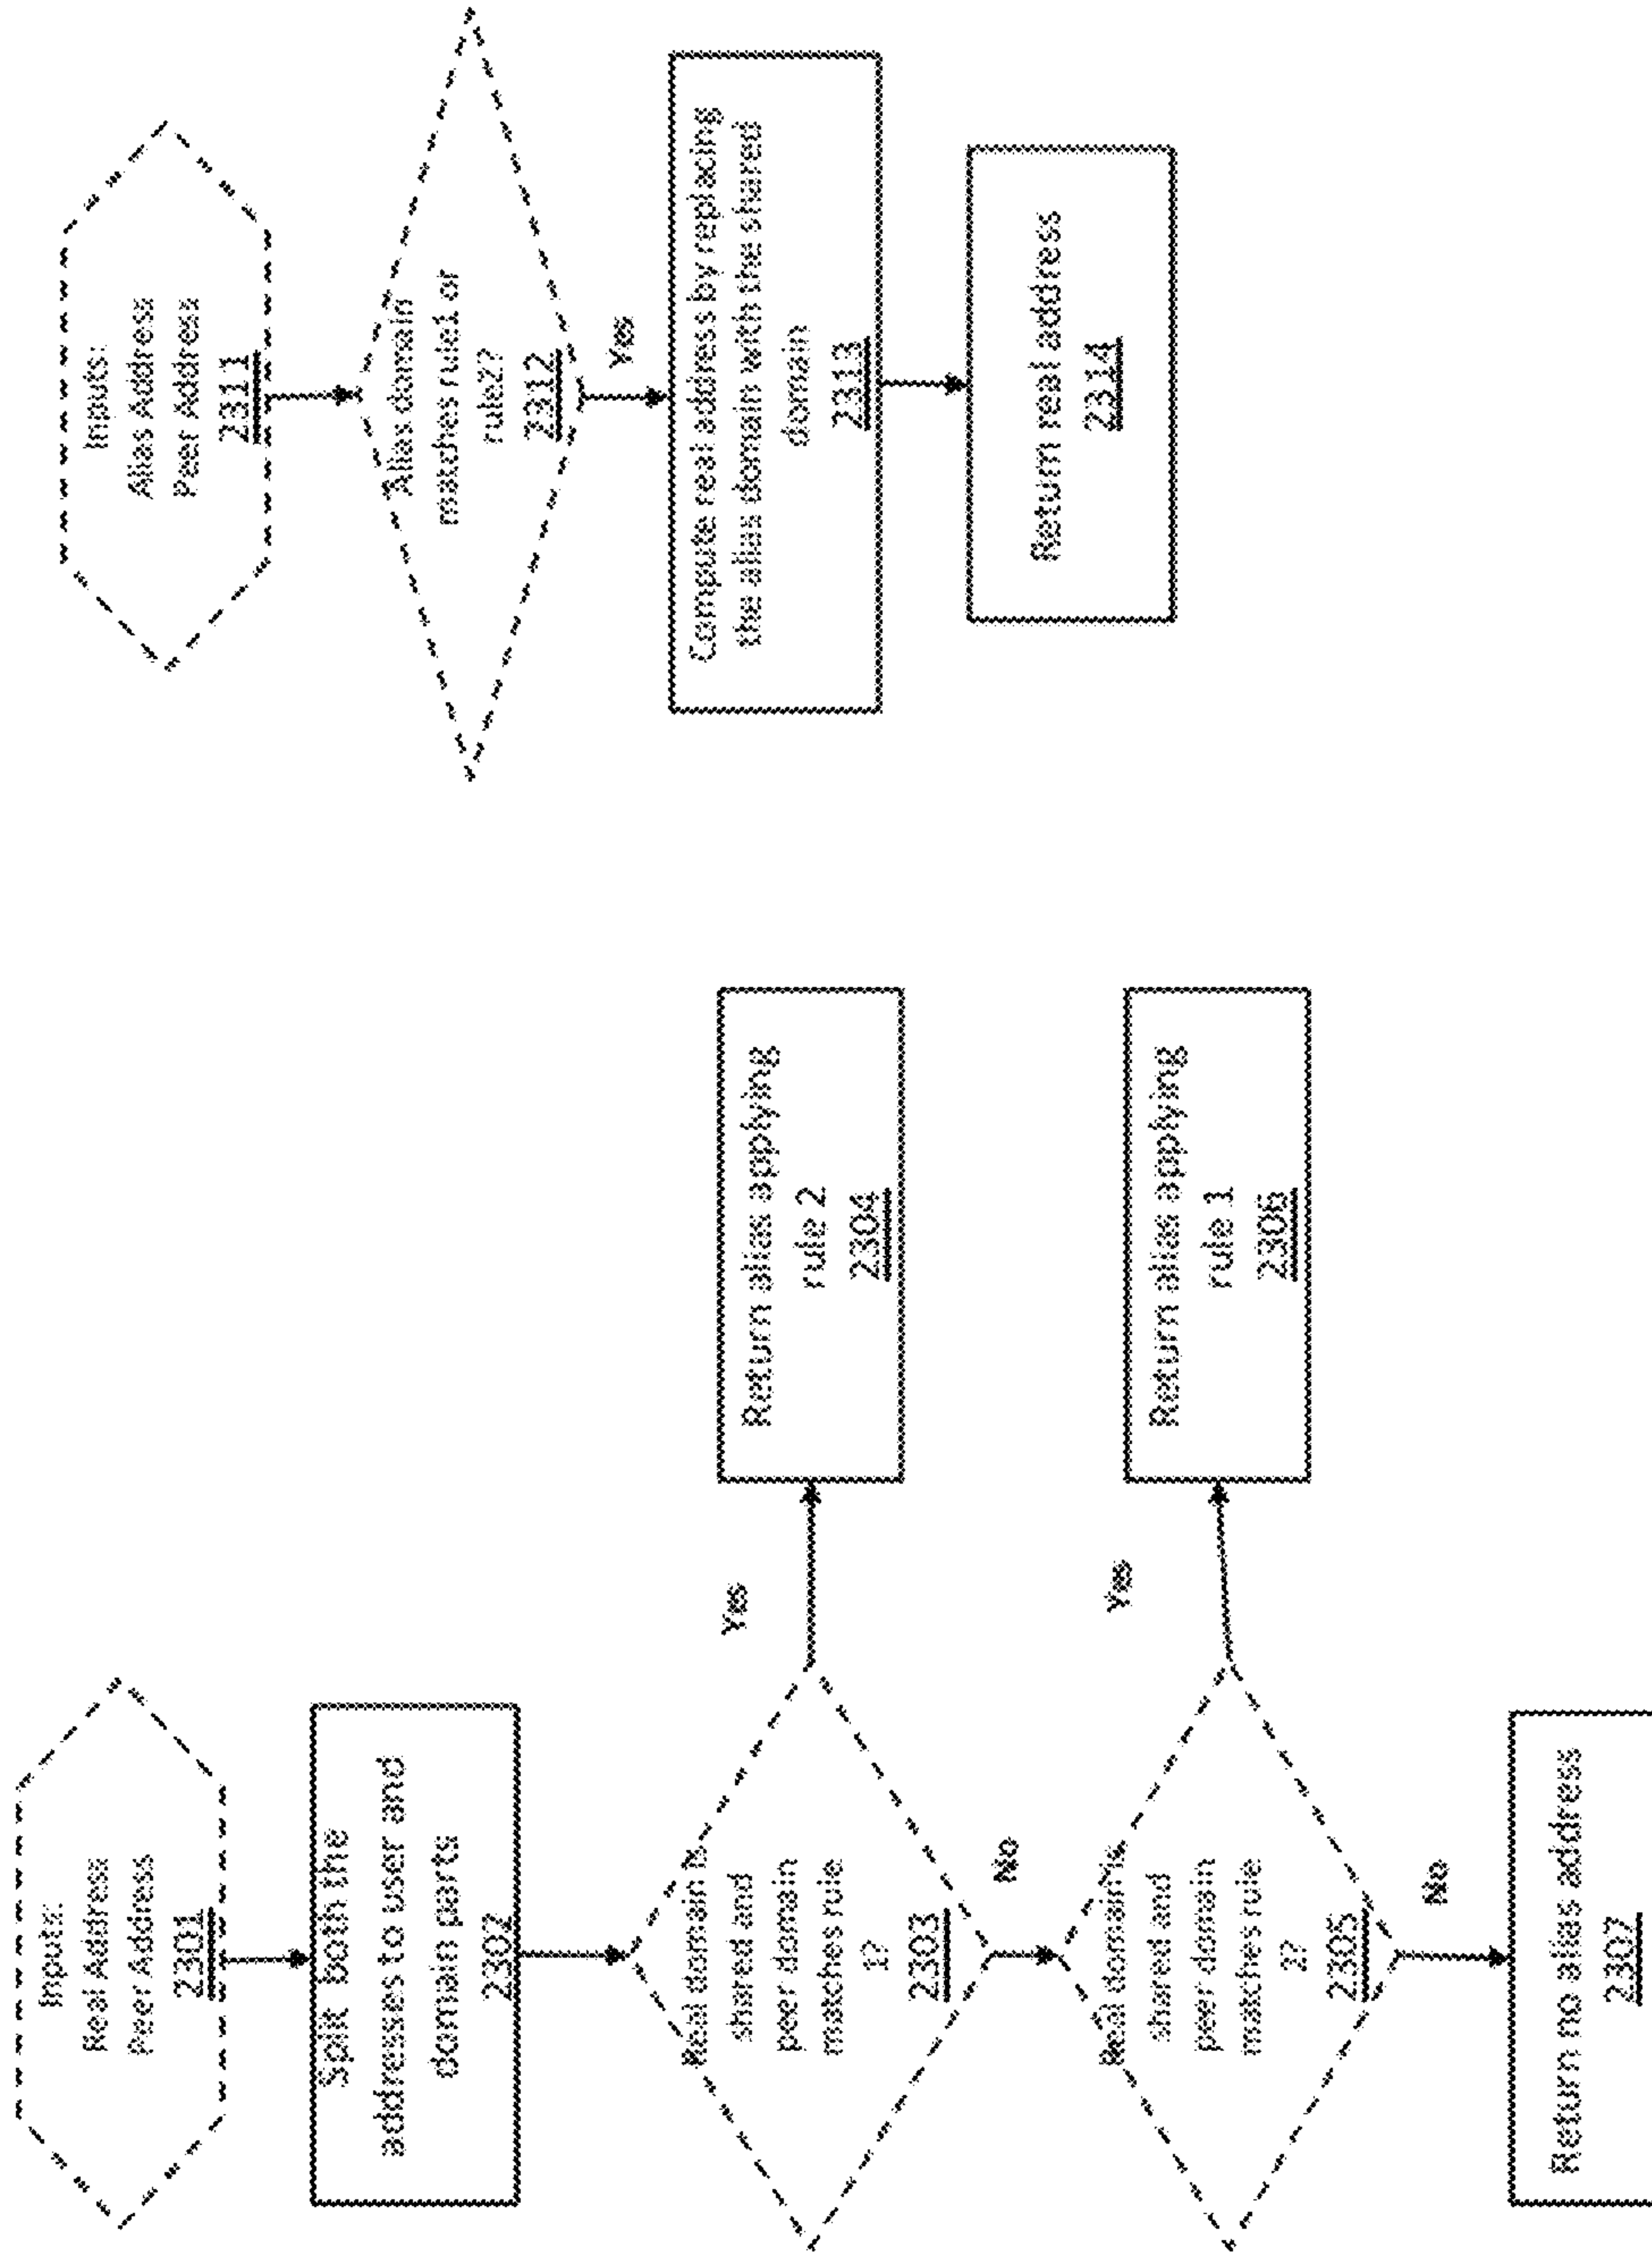 Inputs:
Real Address
Peer Address
2301
Split both the
addresses to user and
domain parts
2302
Real domain is
shared and
peer domain
matches rule
1?
2303
Yes
Return alias applying
rule 2
2304
No
Real domain is
shared and
peer domain
matches rule
2?
2305
Yes
Return alias applying
rule 1
2306
No
Return no alias address
2307
Inputs:
Alias Address
Peer Address
2311
Alias domain
matches rule1 or
rule2?
2312
Yes
Compute real address by replacing
the alias domain with the shared
domain
2313
Return real address
2314